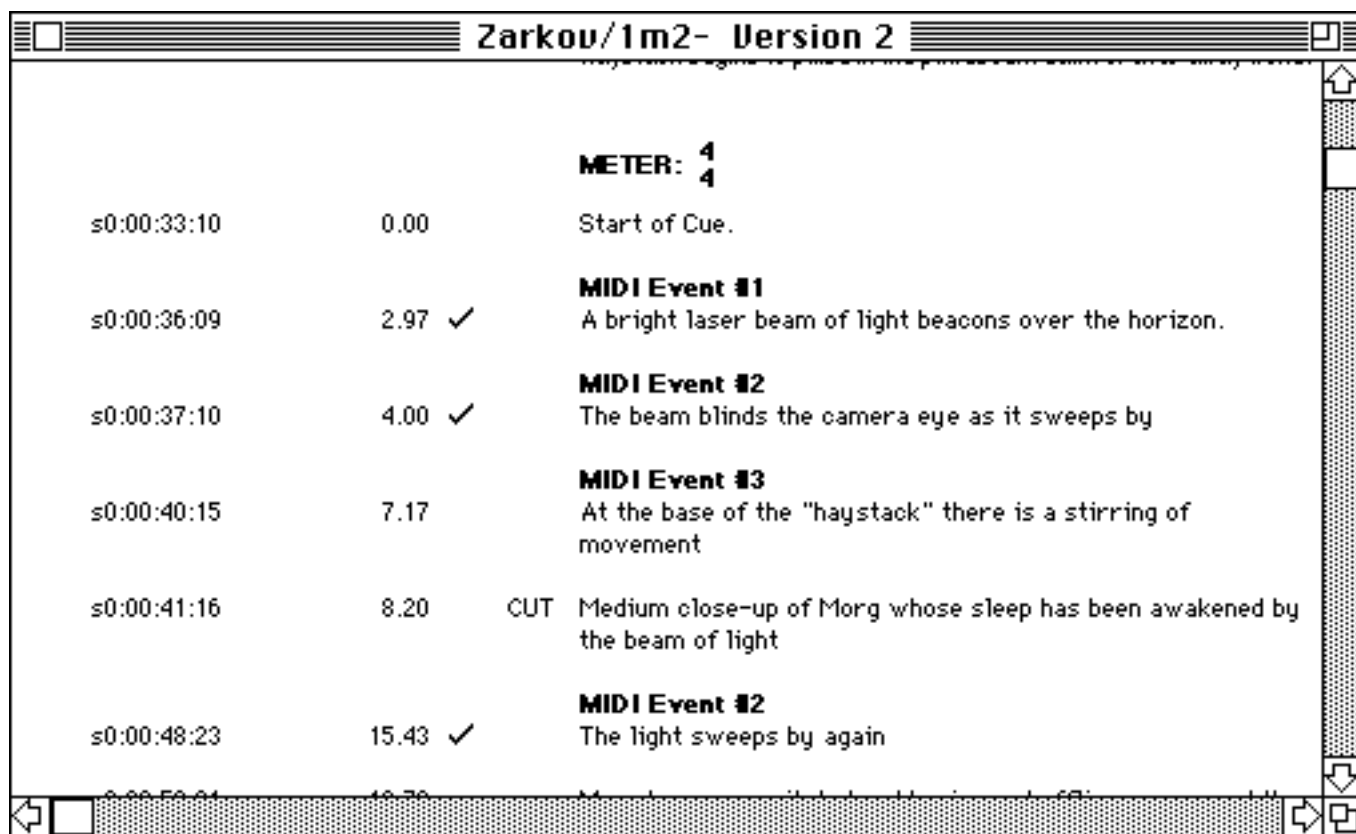 Zarkov/1m2- Version 2
METER: 4
4
s0:00:33:10 0.00 Start of Cue.
MIDI Event #1
s0:00:36:09 2.97 ✓ A bright laser beam of light beacons over the horizon.
MIDI Event #2
s0:00:37:10 4.00 ✓ The beam blinds the camera eye as it sweeps by
MIDI Event #3
s0:00:40:15 7.17 At the base of the "haystack" there is a stirring of
movement
s0:00:41:16 8.20 CUT Medium close-up of Morg whose sleep has been awakened by
the beam of light
MIDI Event #2
s0:00:48:23 15.43 ✓ The light sweeps by again